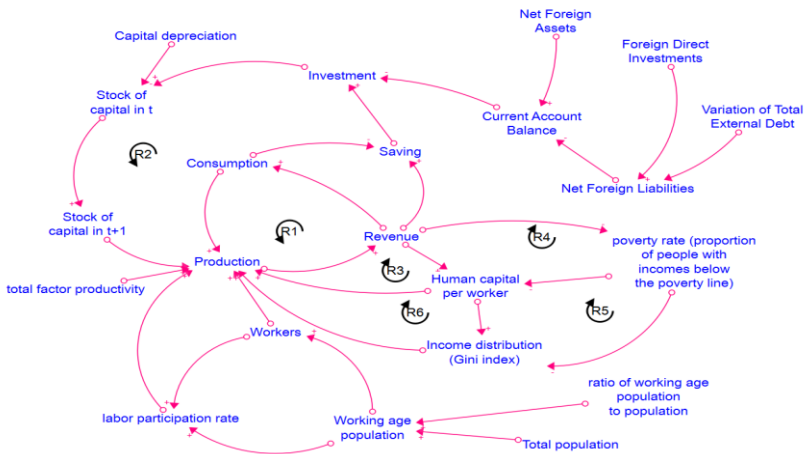 Net Foreign
Assets
Capital depreciation
Foreign Direct
Investments
Investment
Stock of
capital in t
Current Account
Balance
Variation of Total
External Debt
R2
Consumption
Saving
Net Foreign Liabilities
Stock of
capital in t+1
R1
Revenue
R4
poverty rate (proportion
of people with
incomes below
the poverty line)
Production
R3
Human capital
per worker
total factor productivity
R6
R5
Workers
Income distribution
(Gini index)
ratio of working age
population
to population
labor participation rate
Working age
population
Total population